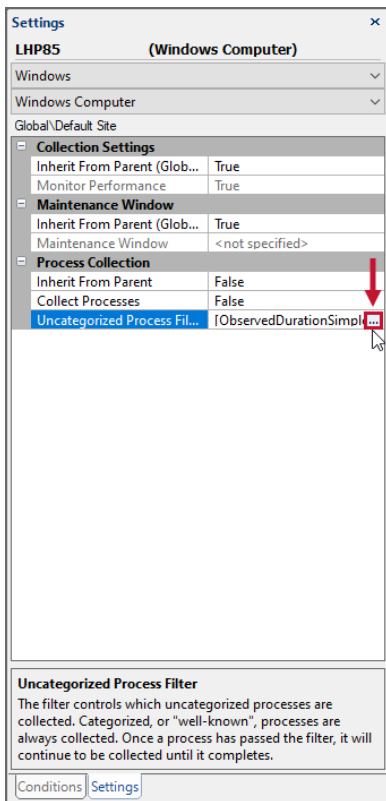 Settings
LHP85 (Windows Computer)
Windows
Windows Computer
Global\Default Site
Collection Settings
Inherit From Parent (Glob... True
Monitor Performance True
Maintenance Window
Inherit From Parent (Glob... True
Maintenance Window <not specified>
Process Collection
Inherit From Parent False
Collect Processes False
Uncategorized Process Fil... [ObservedDurationSimple ...
Uncategorized Process Filter
The filter controls which uncategorized processes are
collected. Categorized, or "well-known", processes are
always collected. Once a process has passed the filter, it will
continue to be collected until it completes.
Conditions Settings